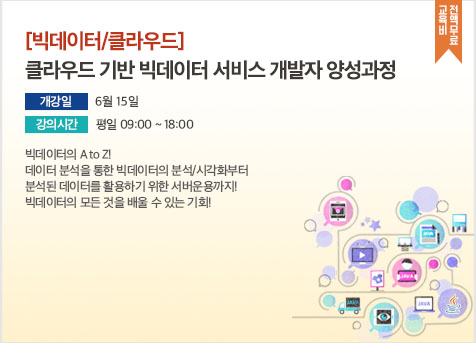 교육비
전액무료
[빅데이터/클라우드]
클라우드 기반 빅데이터 서비스 개발자 양성과정
개강일 6월 15일
강의시간 평일 09:00 ~ 18:00
빅데이터의 A to Z!
데이터 분석을 통한 빅데이터의 분석/시각화부터
분석된 데이터를 활용하기 위한 서버운용까지!
빅데이터의 모든 것을 배울 수 있는 기회!
JAVA
JAVA
JAVA
JAVA